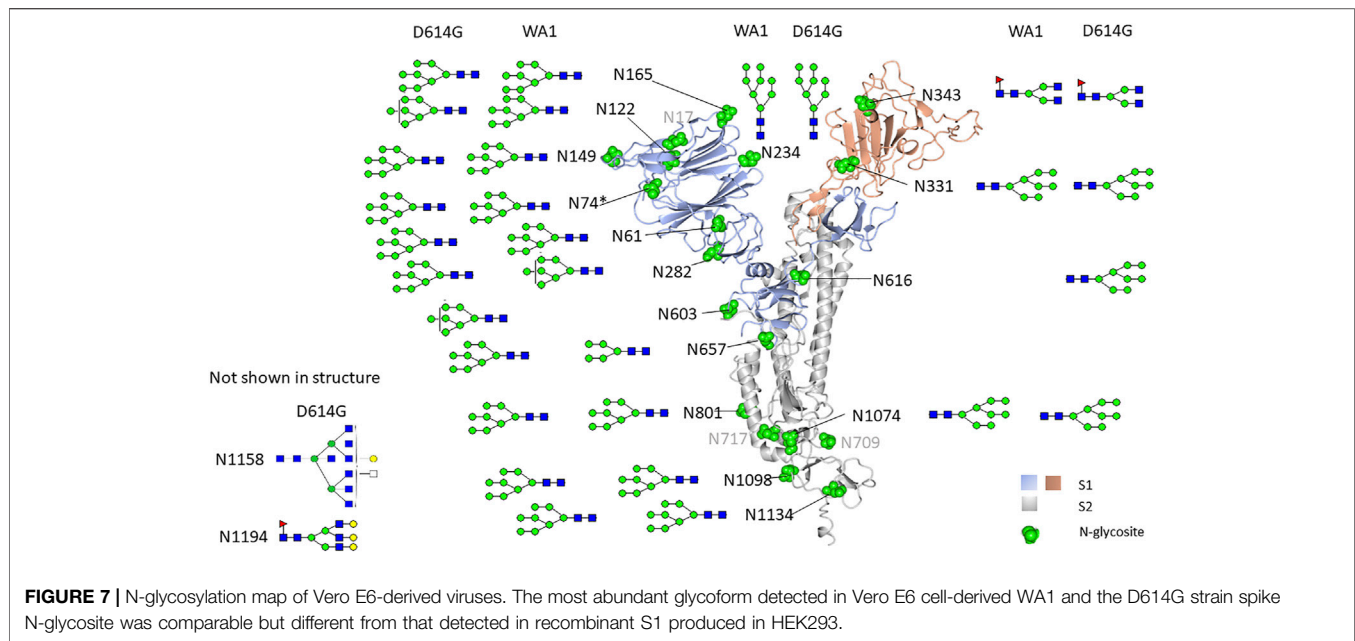 D614G WA1 WA1 D614G WA1 D614G
N165
N343
N122
N17
N149
N234
N331
N74*
N61
N282
N616
N603
N657
Not shown in structure
D614G
N801
N1074
N717
N709
N1158
N1098
S1
S2
N1134
N-glycosite
N1194
FIGURE 7 | N-glycosylation map of Vero E6-derived viruses. The most abundant glycoform detected in Vero E6 cell-derived WA1 and the D614G strain spike
N-glycosite was comparable but different from that detected in recombinant S1 produced in HEK293.